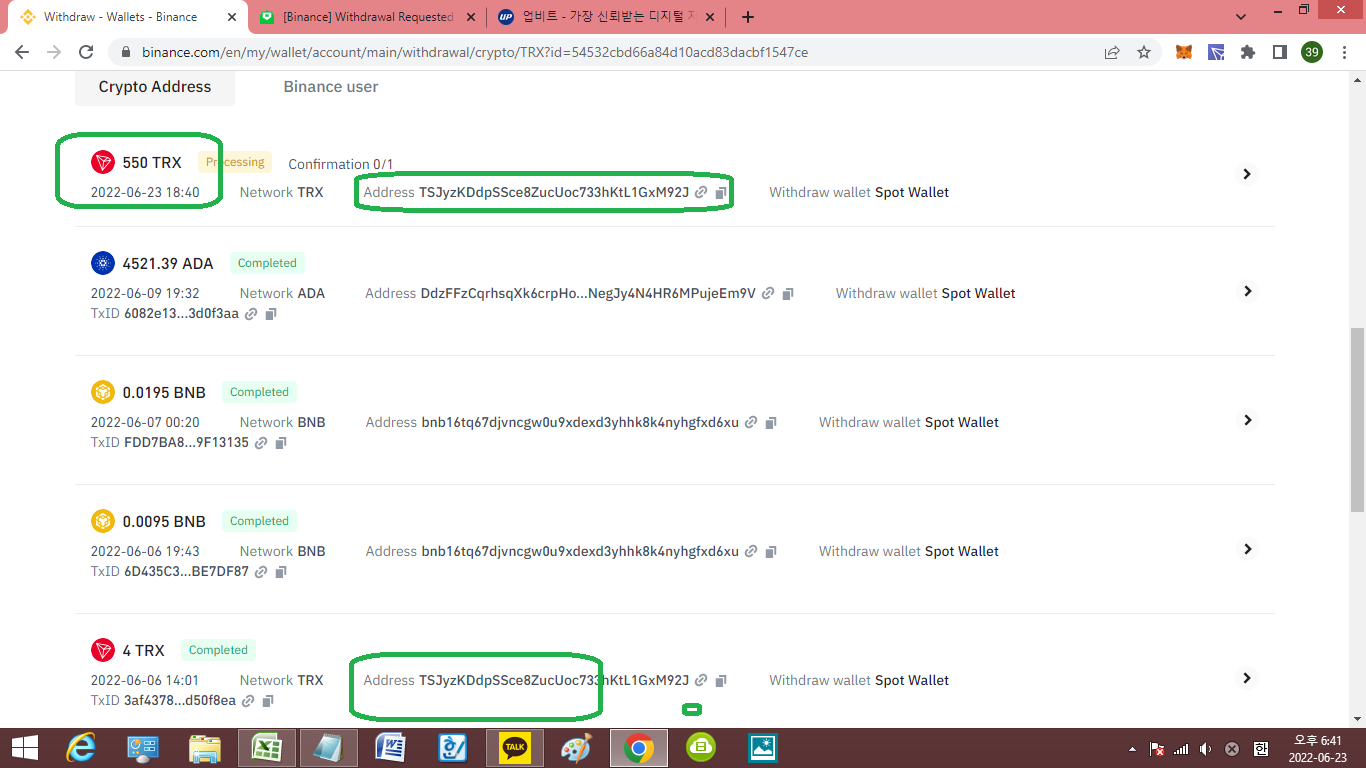 Withdraw - Wallets - Binance
[Binance] Withdrawal Requested
UP 업비트 - 가장 신뢰받는 디지털
binance.com/en/my/wallet/account/main/withdrawal/crypto/TRX?id=54532cbd66a84d10acd83dacbf1547ce
39
Crypto Address Binance user
550 TRX Processing Confirmation 0/1
2022-06-23 18:40 Network TRX Address TSJyzKDdpSSce8ZucUoc733hKtL1GxM92J Withdraw wallet Spot Wallet
4521.39 ADA Completed
2022-06-09 19:32 Network ADA Address DdzFFzCqrhsqXk6crpHo...NegJy4N4HR6MPujeEm9V Withdraw wallet Spot Wallet
TxID 6082e13...3d0f3aa
0.0195 BNB Completed
2022-06-07 00:20 Network BNB Address bnb16tq67djvncgw0u9xdexd3yhhk8k4nyhgfxd6xu Withdraw wallet Spot Wallet
TxID FDD7BA8...9F13135
0.0095 BNB Completed
2022-06-06 19:43 Network BNB Address bnb16tq67djvncgw0u9xdexd3yhhk8k4nyhgfxd6xu Withdraw wallet Spot Wallet
TxID 6D435C3...BE7DF87
4 TRX Completed
2022-06-06 14:01 Network TRX Address TSJyzKDdpSSce8ZucUoc733hKtL1GxM92J Withdraw wallet Spot Wallet
TxID 3af4378...d50f8ea
TALK
한
오후 6:41
2022-06-23